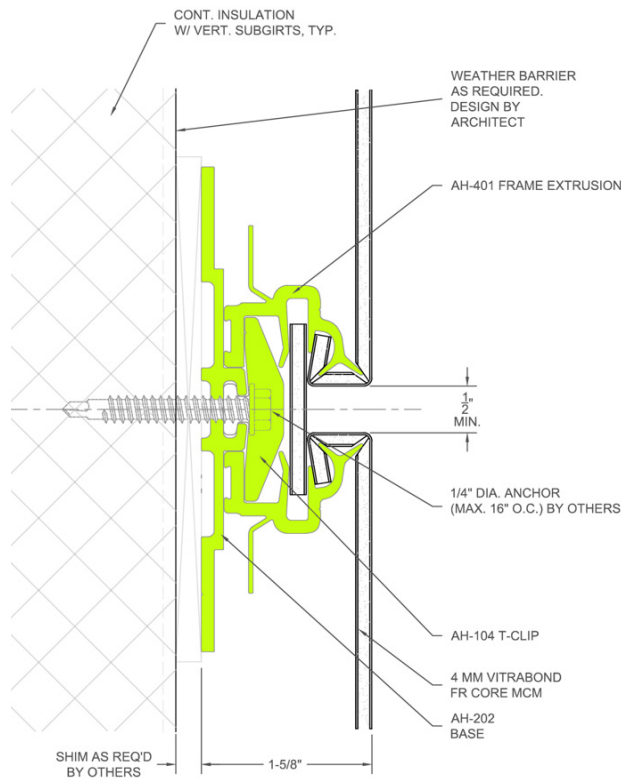 CONT. INSULATION
W/ VERT. SUBGIRTS, TYP.
WEATHER BARRIER
AS REQUIRED.
DESIGN BY
ARCHITECT
AH-401 FRAME EXTRUSION
1/2"
MIN.
1/4" DIA. ANCHOR
(MAX. 16" O.C.) BY OTHERS
AH-104 T-CLIP
4 MM VITRABOND
FR CORE MCM
AH-202
BASE
SHIM AS REQ'D
BY OTHERS
1-5/8"